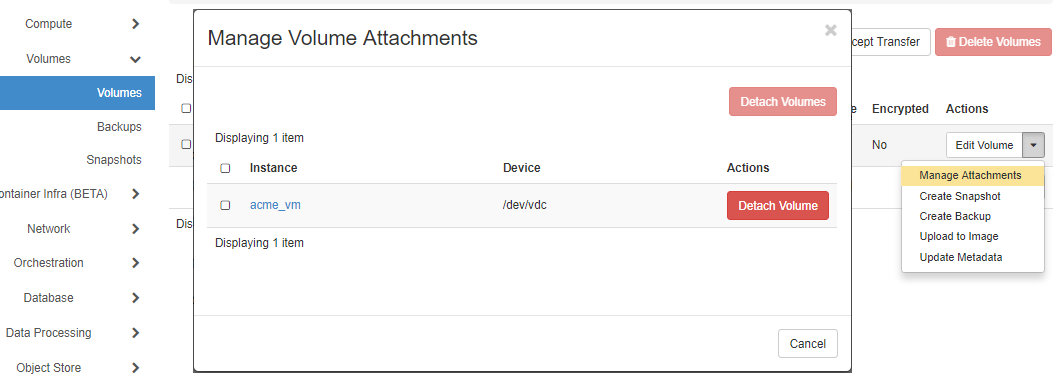 Compute
Volumes
Volumes
Backups
Snapshots
ontainer Infra (BETA)
Network
Orchestration
Database
Data Processing
Object Store
Manage Volume Attachments
×
Detach Volumes
Displaying 1 item
Instance Device Actions
acme_vm /dev/vdc Detach Volume
Displaying 1 item
Cancel
cept Transfer Delete Volumes
Dis
e Encrypted Actions
No Edit Volume
Manage Attachments
Create Snapshot
Create Backup
Upload to Image
Update Metadata
Dis